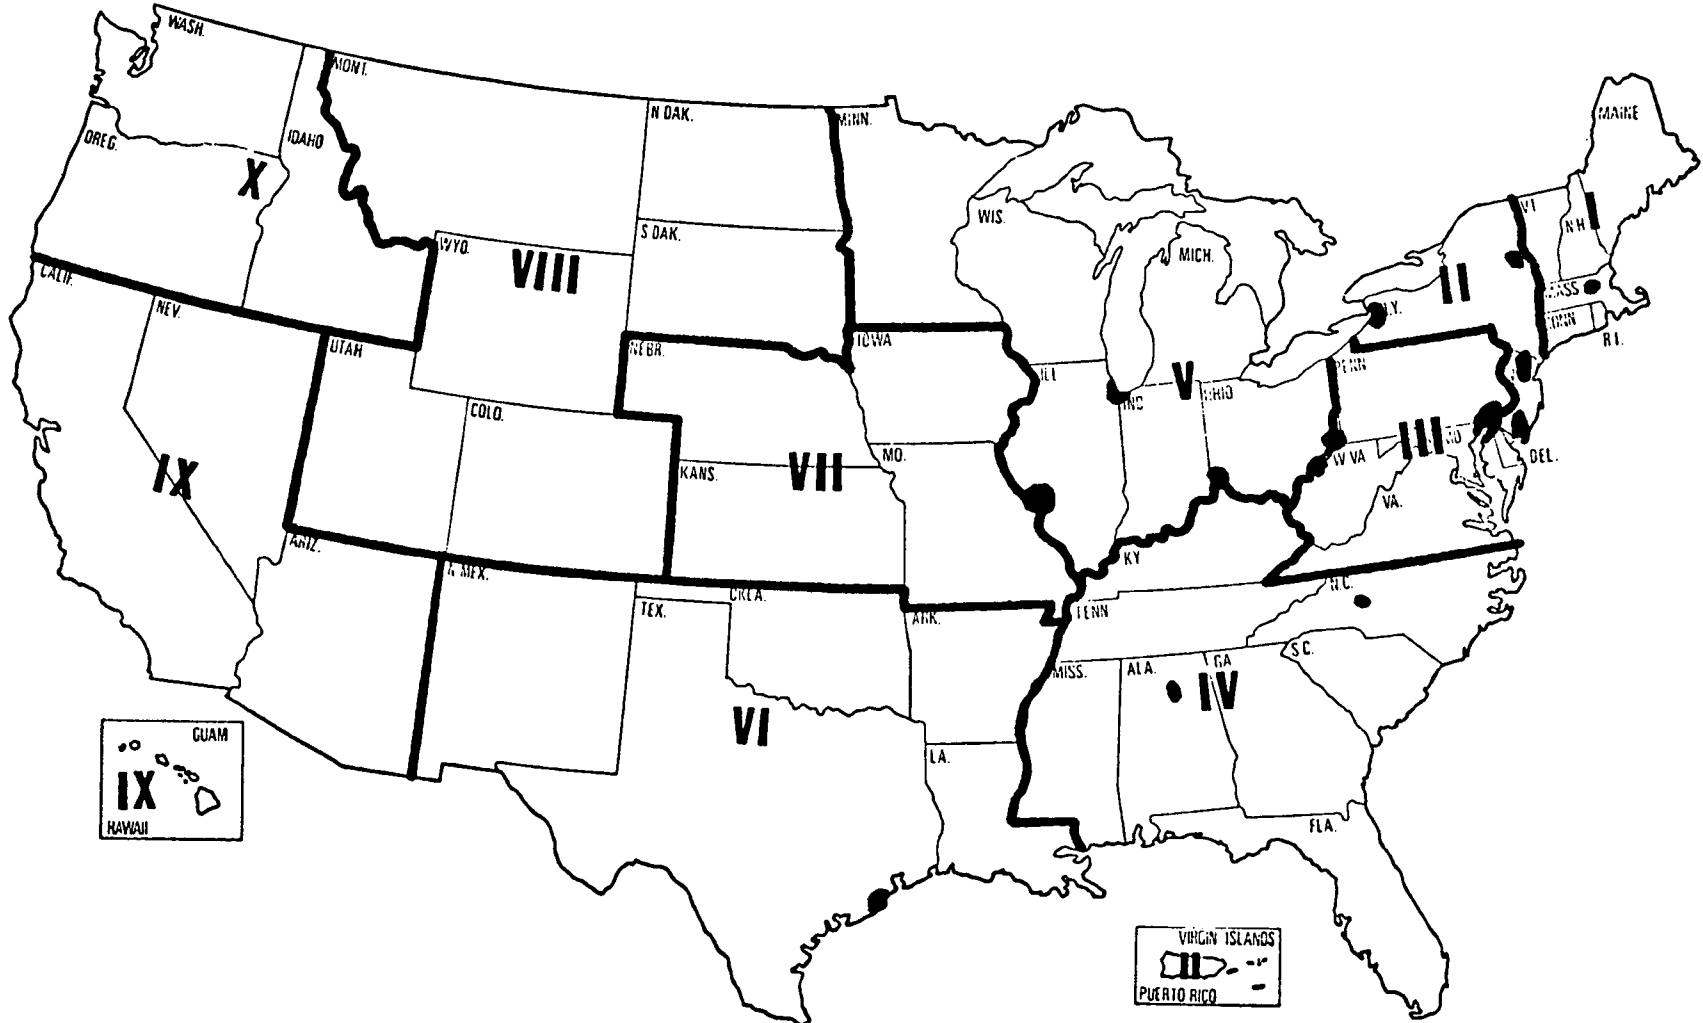 WASH.
MONT.
N DAK.
MINN.
MAINE
OREG.
IDAHO
X
VT.
I
NH
WIS.
S DAK.
WYO.
VIII
MICH.
II
CALIF.
MASS
NEV.
N.Y.
CONN
R.I.
UTAH
NEBR.
IOWA
ILL
V
PENN
IND
OHIO
COLO.
III
MD
IX
KANS.
VII
MO.
W VA
DEL.
VA.
ARIZ.
KY
N MEX.
OKLA.
TEX.
ARK.
TENN
N.C.
S.C.
MISS.
ALA.
GA
IV
VI
LA.
FLA.
GUAM
IX
HAWAII
VIRGIN ISLANDS
II
PUERTO RICO